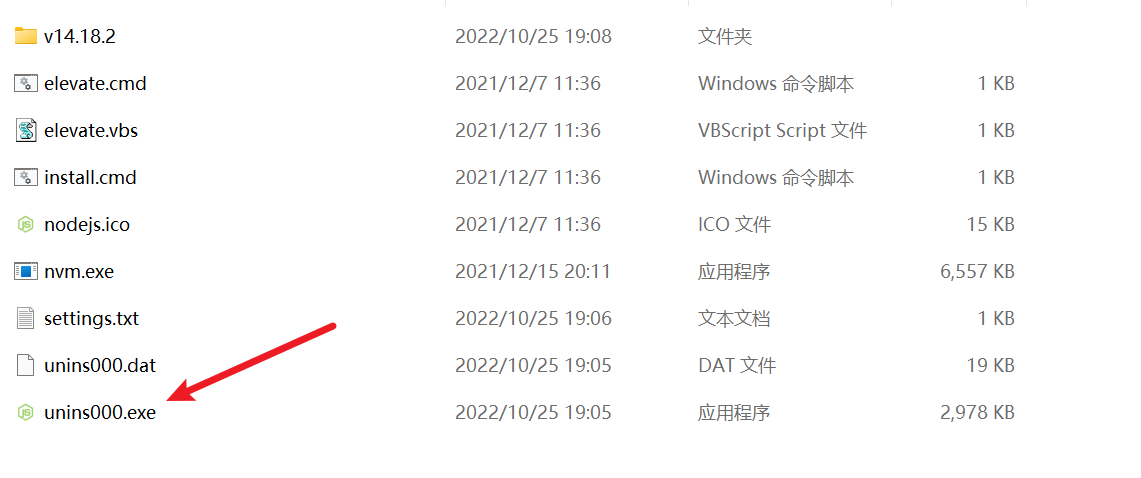 v14.18.2 2022/10/25 19:08 文件夹
elevate.cmd 2021/12/7 11:36 Windows 命令脚本 1 KB
elevate.vbs 2021/12/7 11:36 VBScript Script 文件 1 KB
install.cmd 2021/12/7 11:36 Windows 命令脚本 1 KB
nodejs.ico 2021/12/7 11:36 ICO 文件 15 KB
nvm.exe 2021/12/15 20:11 应用程序 6,557 KB
settings.txt 2022/10/25 19:06 文本文档 1 KB
unins000.dat 2022/10/25 19:05 DAT 文件 19 KB
unins000.exe 2022/10/25 19:05 应用程序 2,978 KB